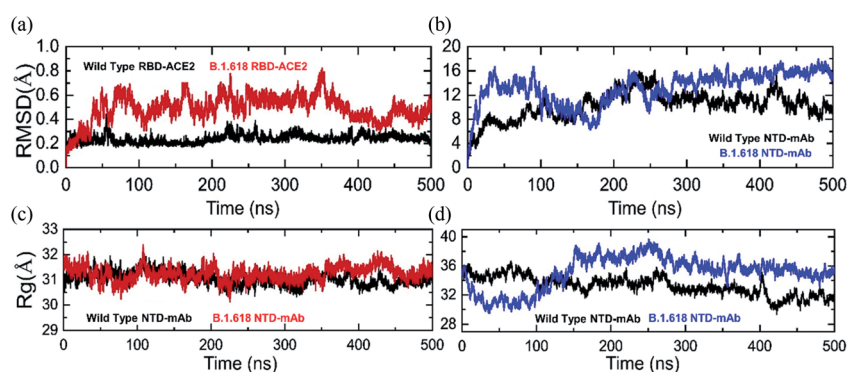 (a)
RMSD(Å)
1.0
0.8
0.6
0.4
0.2
0.0
Wild Type RBD-ACE2 B.1.618 RBD-ACE2
0 100 200 300 400 500
Time (ns)
(b)
20
16
12
8
4
0
Wild Type NTD-mAb
B.1.618 NTD-mAb
0 100 200 300 400 500
Time (ns)
(c)
Rg(Å)
33
32
31
30
29
Wild Type NTD-mAb B.1.618 NTD-mAb
0 100 200 300 400 500
Time (ns)
(d)
40
36
32
28
Wild Type NTD-mAb B.1.618 NTD-mAb
0 100 200 300 400 500
Time (ns)